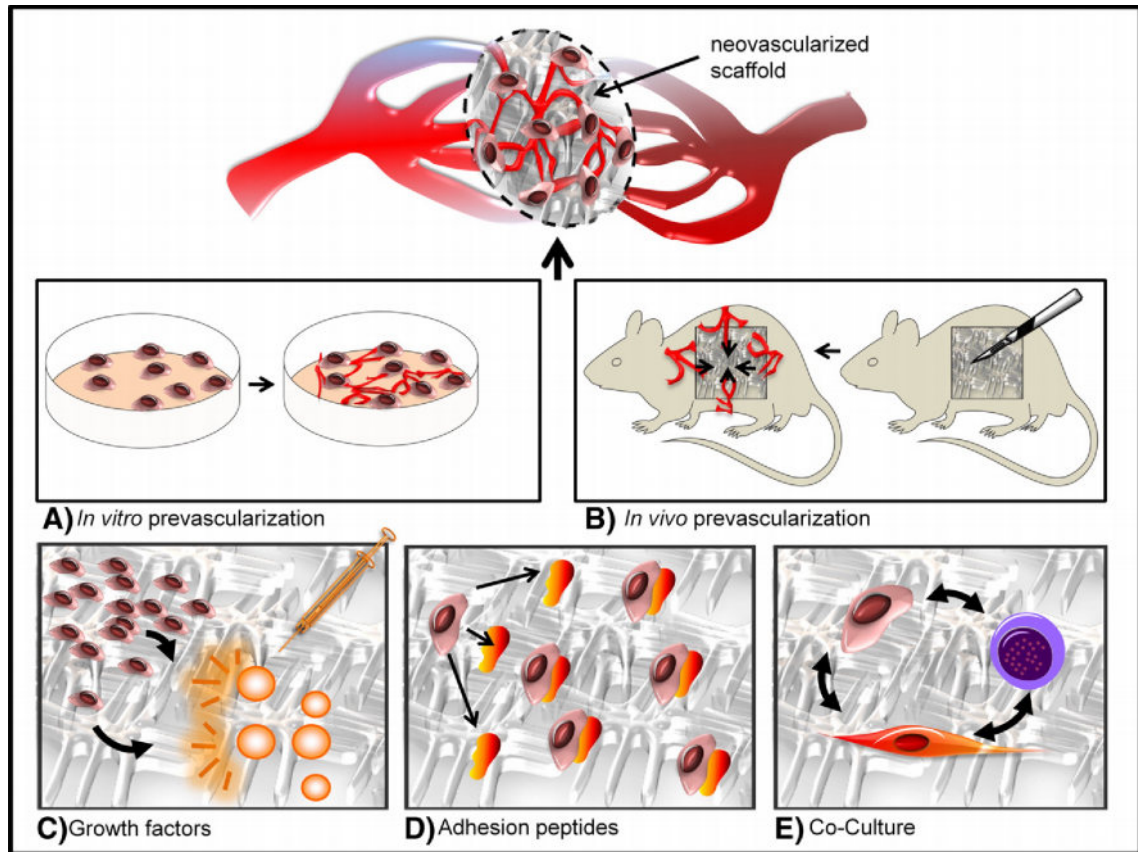 neovascularized
scaffold
A) In vitro prevascularization
B) In vivo prevascularization
C) Growth factors
D) Adhesion peptides
E) Co-Culture